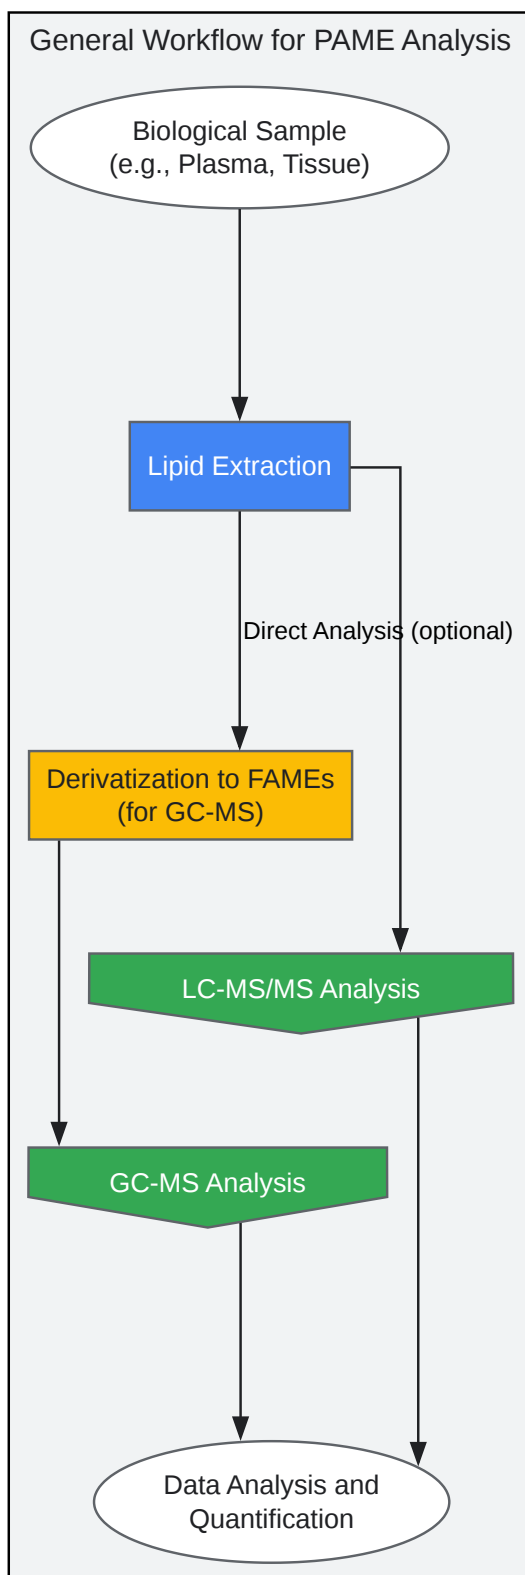 General Workflow for PAME Analysis
Biological Sample
(e.g., Plasma, Tissue)
Lipid Extraction
Direct Analysis (optional)
Derivatization to FAMEs
(for GC-MS)
LC-MS/MS Analysis
GC-MS Analysis
Data Analysis and
Quantification